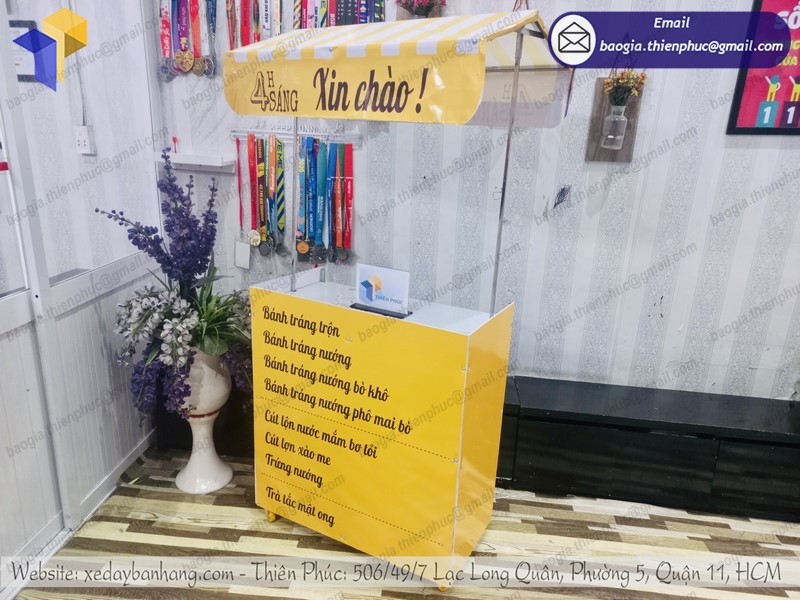 Email
baogia.thienphuc@gmail.com
4H SÁNG
Xin chào !
THIÊN PHÚC
Bánh tráng trộn
Bánh tráng nướng
Bánh tráng nướng bò khô
Bánh tráng nướng phô mai bò
Cút lộn nước mắm bơ tỏi
Cút lộn xào me
Trứng nướng
Trà tắc mật ong
Website: xedaybanhang.com - Thiên Phúc: 506/49/7 Lạc Long Quân, Phường 5, Quận 11, HCM